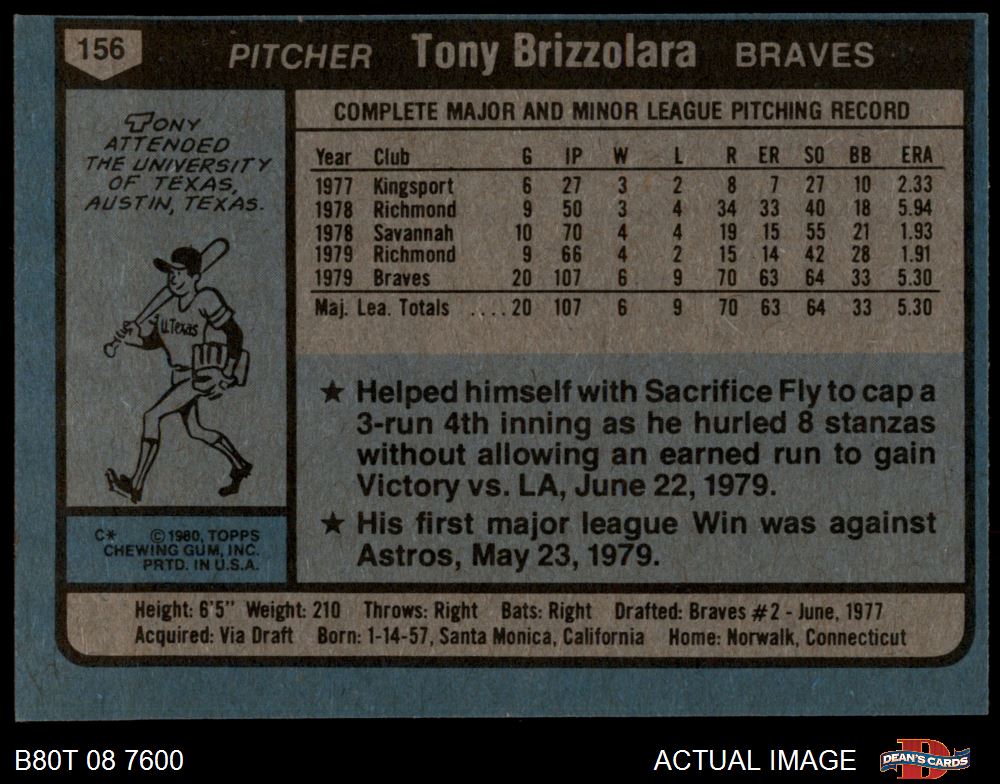 156 PITCHER Tony Brizzolara BRAVES
TONY
ATTENDED
THE UNIVERSITY
OF TEXAS,
AUSTIN, TEXAS.
U. Texas
C* © 1980, TOPPS
CHEWING GUM, INC.
PRTD. IN U.S.A.
COMPLETE MAJOR AND MINOR LEAGUE PITCHING RECORD
Year Club G IP W L R ER SO BB ERA
1977 Kingsport 6 27 3 2 8 7 27 10 2.33
1978 Richmond 9 50 3 4 34 33 40 18 5.94
1978 Savannah 10 70 4 4 19 15 55 21 1.93
1979 Richmond 9 66 4 2 15 14 42 28 1.91
1979 Braves 20 107 6 9 70 63 64 33 5.30
Maj. Lea. Totals ....20 107 6 9 70 63 64 33 5.30
★ Helped himself with Sacrifice Fly to cap a
3-run 4th inning as he hurled 8 stanzas
without allowing an earned run to gain
Victory vs. LA, June 22, 1979.
★ His first major league Win was against
Astros, May 23, 1979.
Height: 6'5" Weight: 210 Throws: Right Bats: Right Drafted: Braves #2 - June, 1977
Acquired: Via Draft Born: 1-14-57, Santa Monica, California Home: Norwalk, Connecticut
B80T 08 7600 ACTUAL IMAGE D DEAN'S CARDS